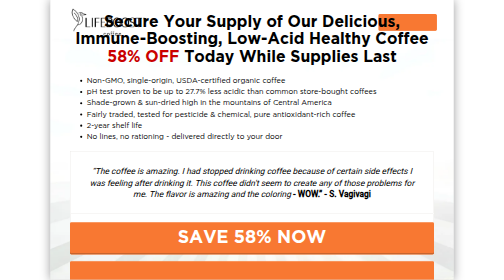 Secure Your Supply of Our Delicious,
Immune-Boosting, Low-Acid Healthy Coffee
58% OFF Today While Supplies Last
Non-GMO, single-origin, USDA-certified organic coffee
pH test proven to be up to 27.7% less acidic than common store-bought coffees
Shade-grown & sun-dried high in the mountains of Central America
Fairly traded, tested for pesticide & chemical, pure antioxidant-rich coffee
2-year shelf life
No lines, no rationing - delivered directly to your door
"The coffee is amazing. I had stopped drinking coffee because of certain side effects I
was feeling after drinking it. This coffee didn't seem to create any of those problems for
me. The flavor is amazing and the coloring - WOW." - S. Vagivagi
SAVE 58% NOW